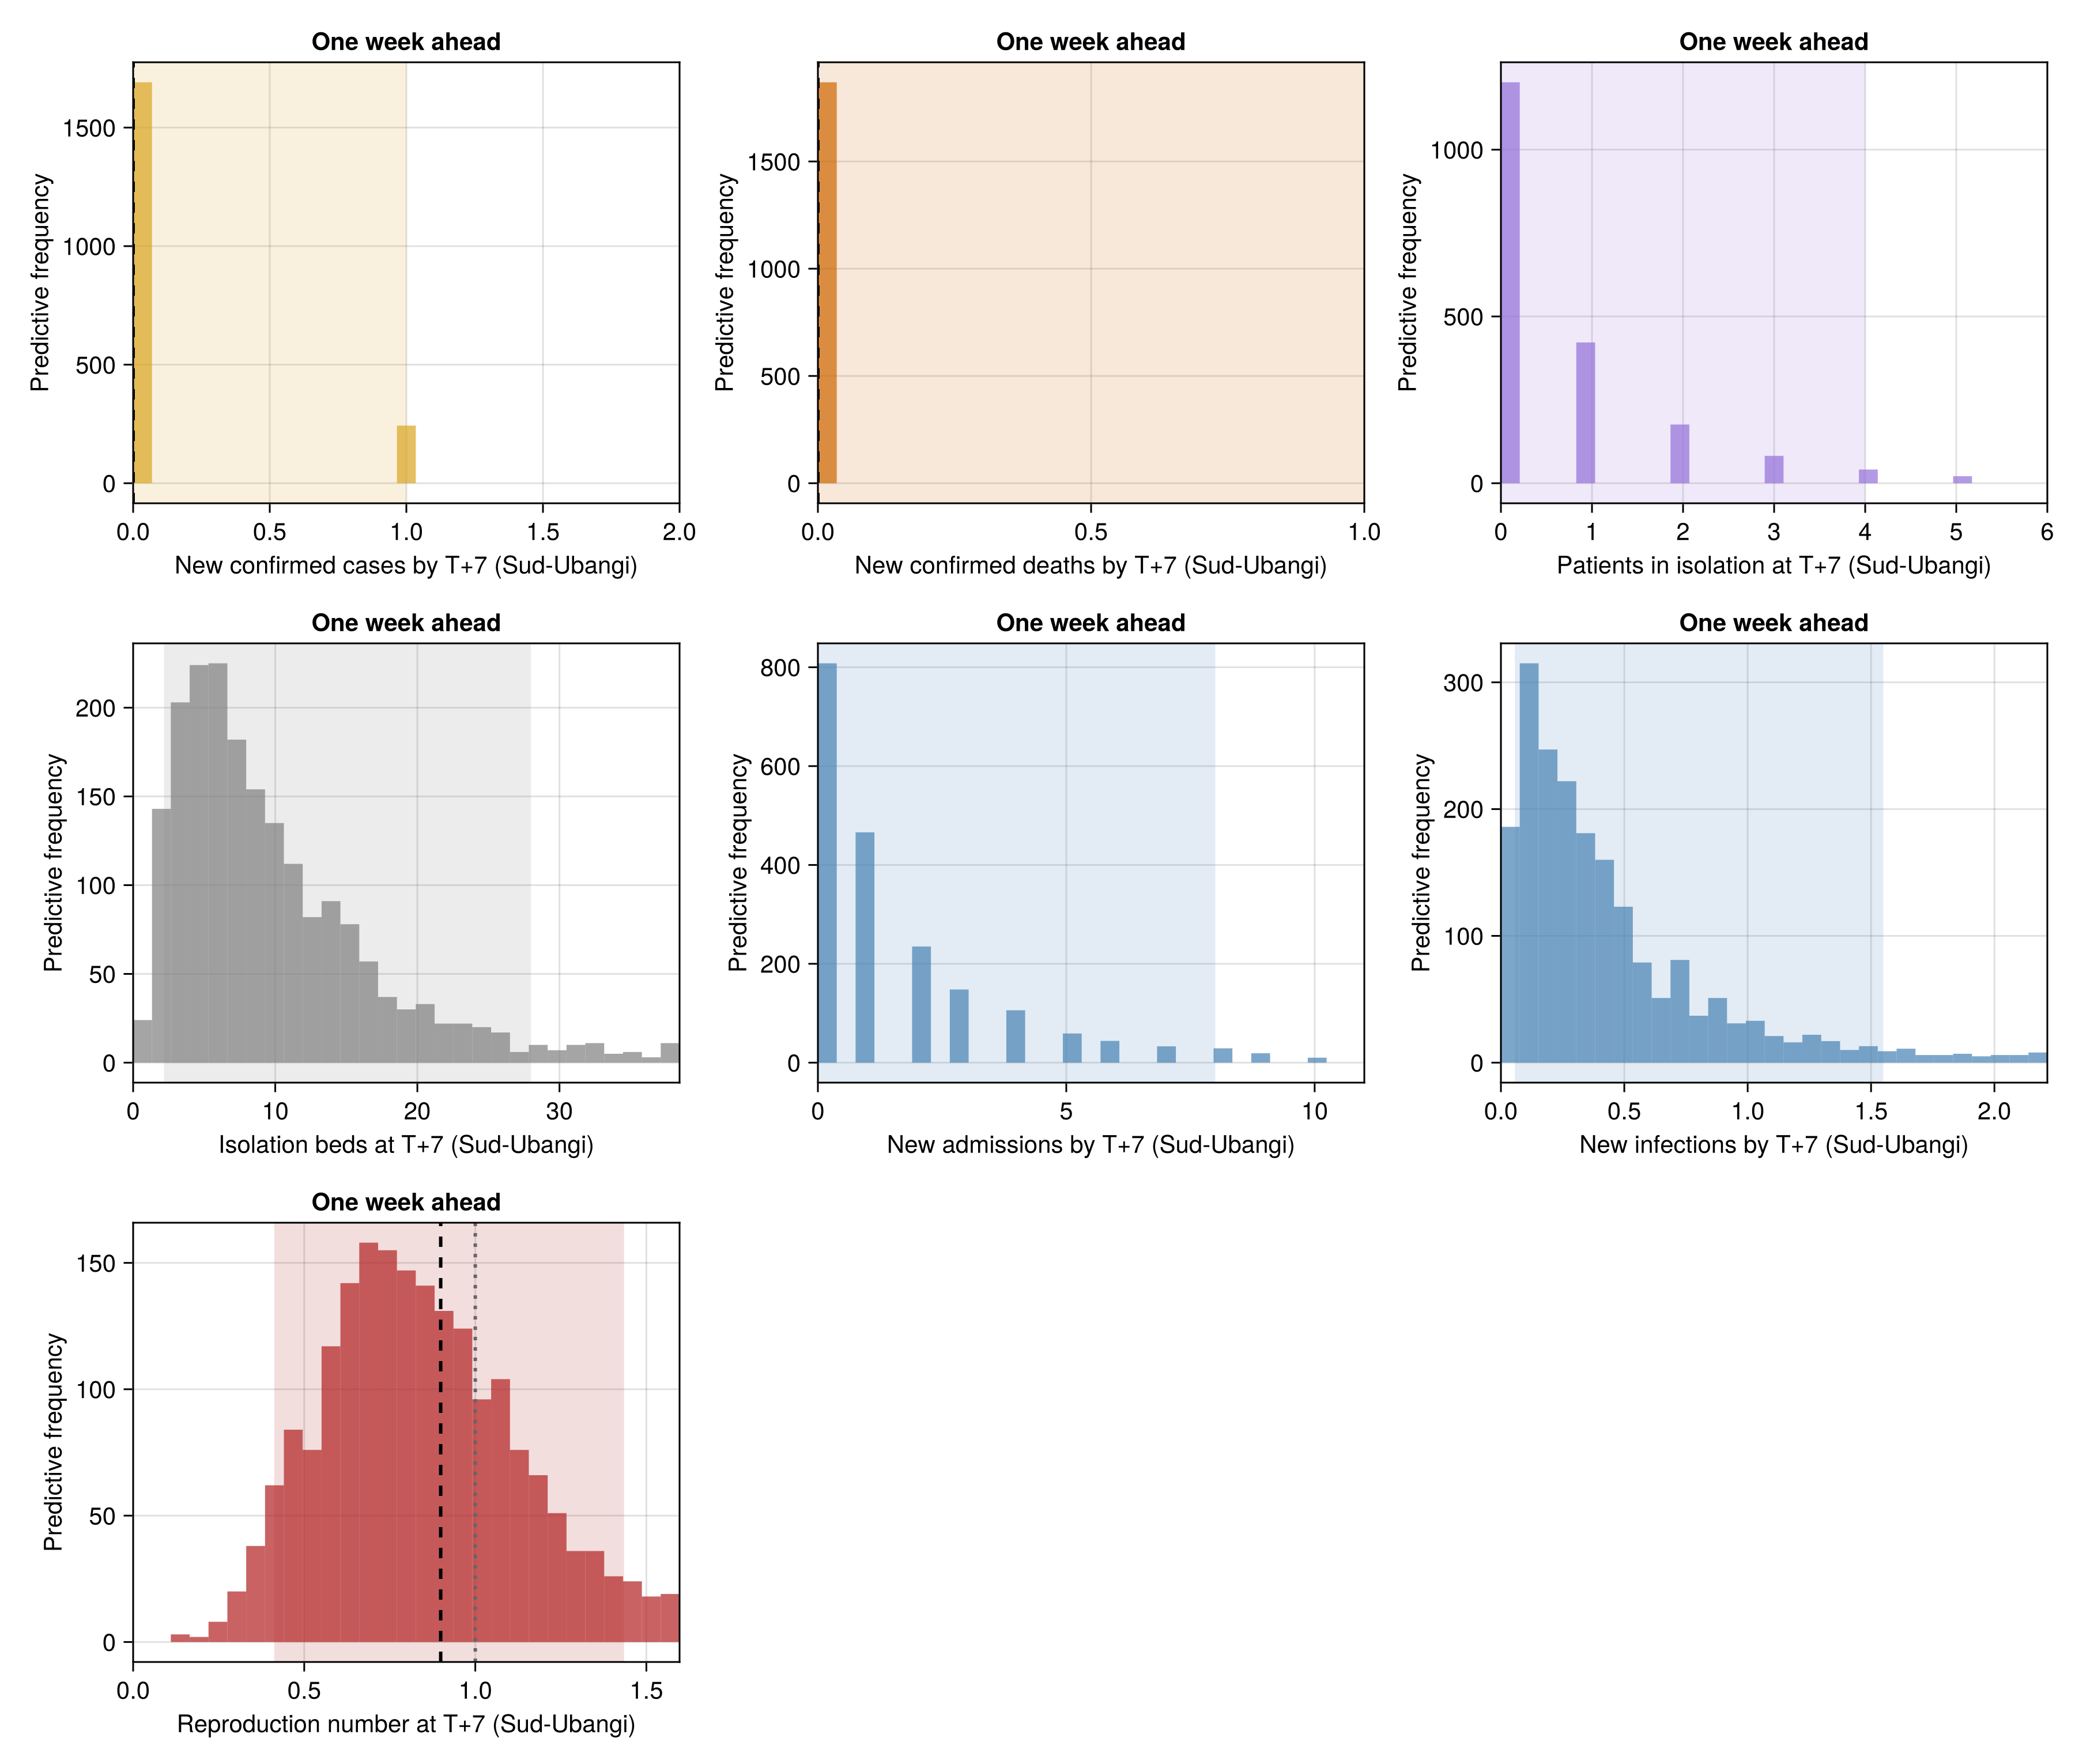 One week ahead
Predictive frequency
1500
1000
500
0
0.0 0.5 1.0 1.5 2.0
New confirmed cases by T+7 (Sud-Ubangi)
One week ahead
Predictive frequency
1500
1000
500
0
0.0 0.5 1.0
New confirmed deaths by T+7 (Sud-Ubangi)
One week ahead
Predictive frequency
1000
500
0
0 1 2 3 4 5 6
Patients in isolation at T+7 (Sud-Ubangi)
One week ahead
Predictive frequency
200
150
100
50
0
0 10 20 30
Isolation beds at T+7 (Sud-Ubangi)
One week ahead
Predictive frequency
800
600
400
200
0
0 5 10
New admissions by T+7 (Sud-Ubangi)
One week ahead
Predictive frequency
300
200
100
0
0.0 0.5 1.0 1.5 2.0
New infections by T+7 (Sud-Ubangi)
One week ahead
Predictive frequency
150
100
50
0
0.0 0.5 1.0 1.5
Reproduction number at T+7 (Sud-Ubangi)